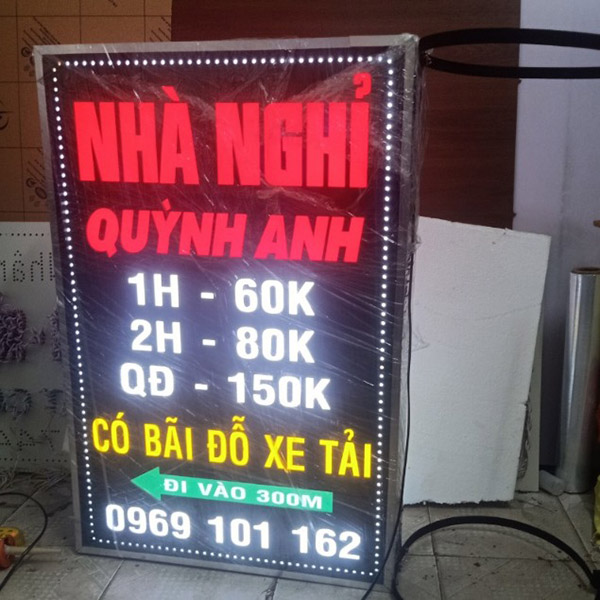 NHÀ NGHỈ
QUỲNH ANH
1H - 60K
2H - 80K
QĐ - 150K
CÓ BÃI ĐỖ XE TẢI
ĐI VÀO 300M
0969 101 162